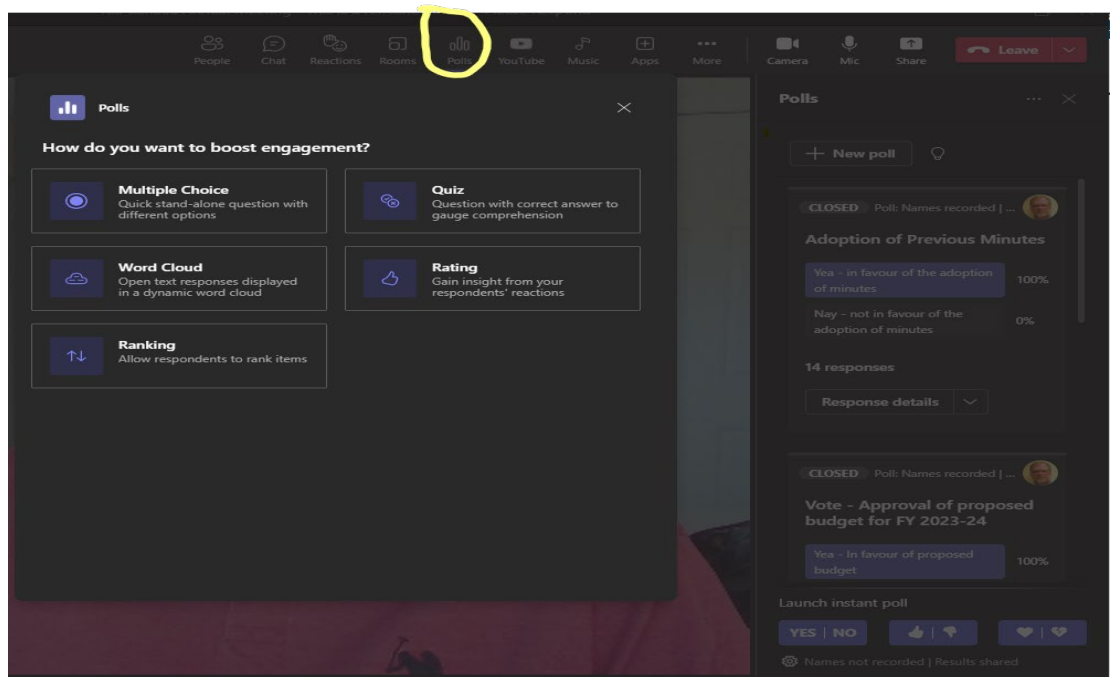 People
Chat
Reactions
Rooms
Polls
YouTube
Music
Apps
More
Camera
Mic
Share
Leave
Polls
How do you want to boost engagement?
Multiple Choice
Quick stand-alone question with
different options
Quiz
Question with correct answer to
gauge comprehension
Word Cloud
Open text responses displayed
in a dynamic word cloud
Rating
Gain insight from your
respondents' reactions
Ranking
Allow respondents to rank items
Polls
New poll
CLOSED Poll: Names recorded | ...
Adoption of Previous Minutes
Yea - in favour of the adoption
of minutes
100%
Nay - not in favour of the
adoption of minutes
0%
14 responses
Response details
CLOSED Poll: Names recorded | ...
Vote - Approval of proposed
budget for FY 2023-24
Yea - In favour of proposed
budget
100%
Launch instant poll
YES | NO
Names not recorded | Results shared